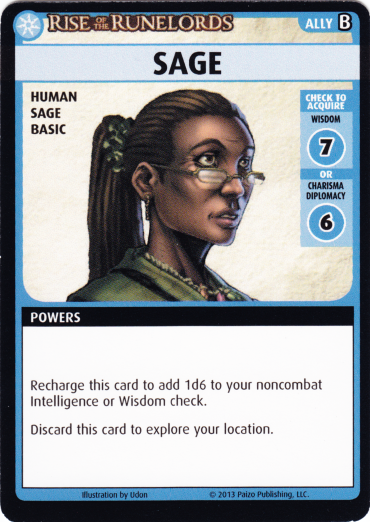 RISE OF THE RUNELORDS
ALLY B
SAGE
HUMAN
SAGE
BASIC
CHECK TO
ACQUIRE
WISDOM
7
OR
CHARISMA
DIPLOMACY
6
POWERS
Recharge this card to add 1d6 to your noncombat
Intelligence or Wisdom check.
Discard this card to explore your location.
Illustration by Udon
© 2013 Paizo Publishing, LLC.